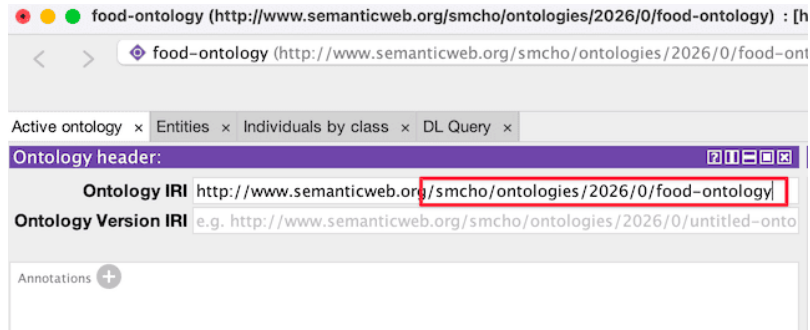 food-ontology (http://www.semanticweb.org/smcho/ontologies/2026/0/food-ontology) : [h
food-ontology (http://www.semanticweb.org/smcho/ontologies/2026/0/food-ont
Active ontology × Entities × Individuals by class × DL Query ×
Ontology header:
Ontology IRI http://www.semanticweb.org/smcho/ontologies/2026/0/food-ontology
Ontology Version IRI e.g. http://www.semanticweb.org/smcho/ontologies/2026/0/untitled-onto
Annotations